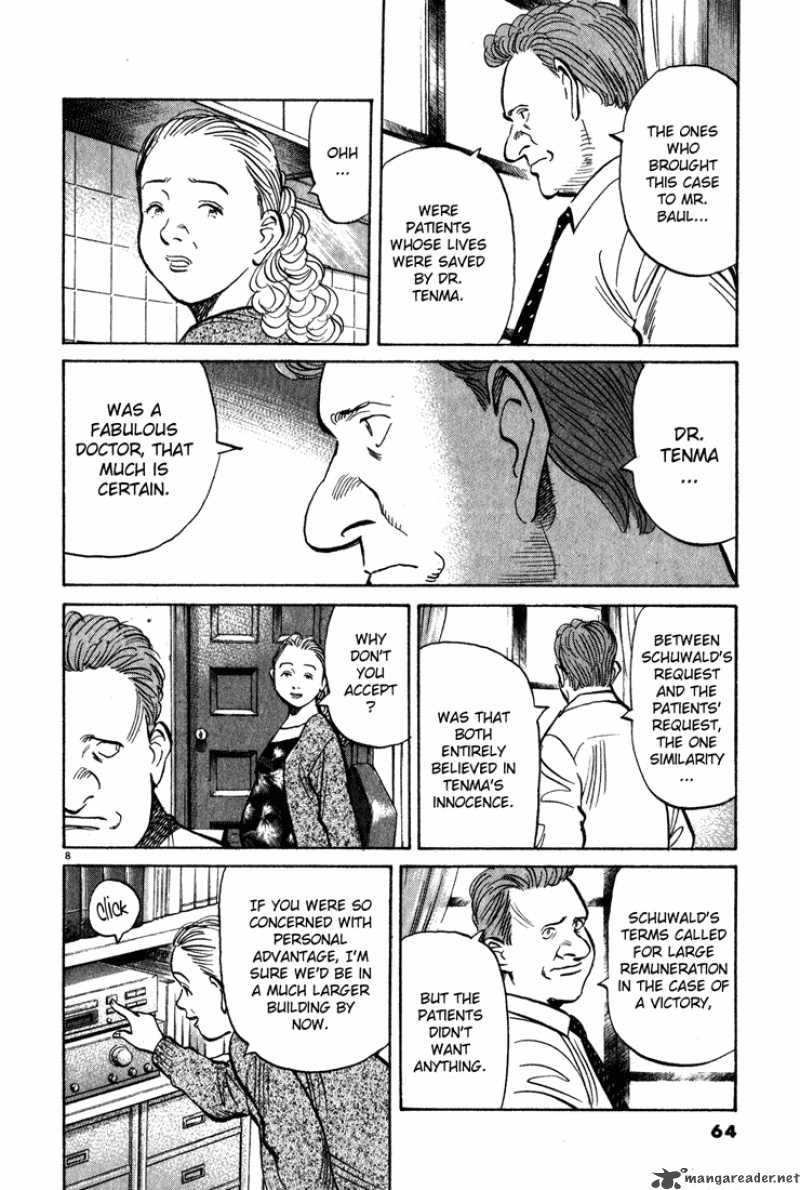 THE ONES
WHO
BROUGHT
THIS CASE
TO MR.
BAUL...
WERE
PATIENTS
WHOSE LIVES
WERE SAVED
BY DR.
TENMA.
OHH
...
DR.
TENMA
...
WAS A
FABULOUS
DOCTOR, THAT
MUCH IS
CERTAIN.
BETWEEN
SCHUWALD'S
REQUEST
AND THE
PATIENTS'
REQUEST,
THE ONE
SIMILARITY
...
WAS THAT
BOTH
ENTIRELY
BELIEVED IN
TENMA'S
INNOCENCE.
WHY
DON'T
YOU
ACCEPT
?
8
SCHUWALD'S
TERMS CALLED
FOR LARGE
REMUNERATION
IN THE CASE OF
A VICTORY,
BUT THE
PATIENTS
DIDN'T
WANT
ANYTHING.
IF YOU WERE SO
CONCERNED WITH
PERSONAL
ADVANTAGE, I'M
SURE WE'D BE IN
A MUCH LARGER
BUILDING BY
NOW.
CLICK
64
mangareader.net